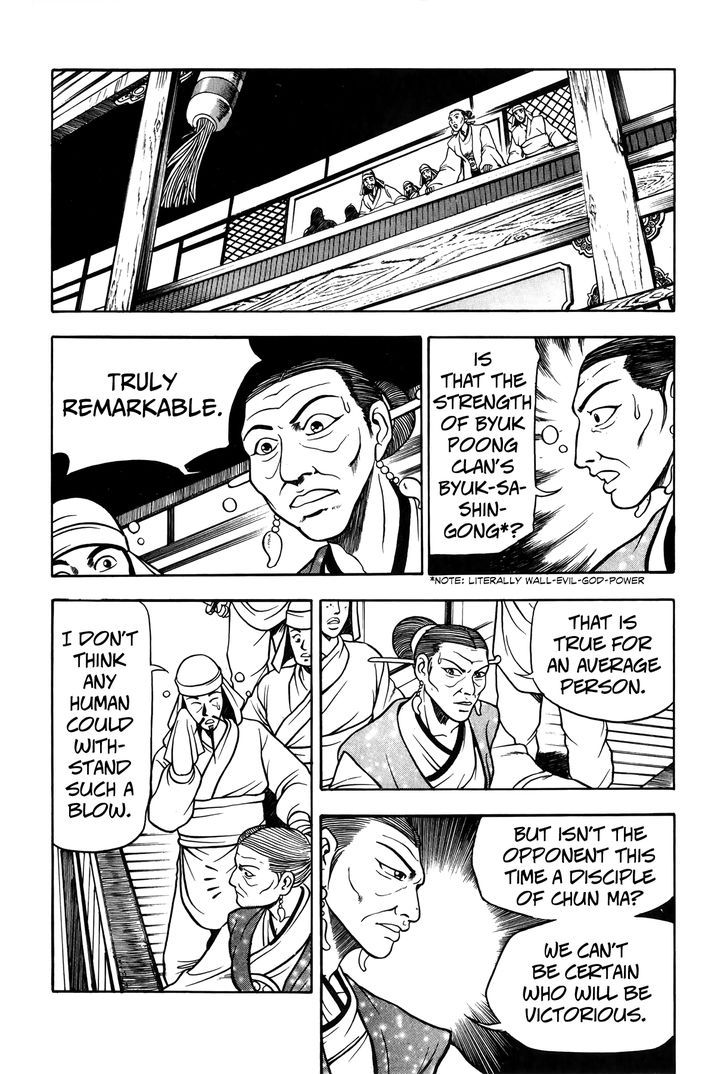 TRULY
REMARKABLE.
IS
THAT THE
STRENGTH
OF BYUK
POONG
CLAN'S
BYUK-SA-
SHIN-
GONG*?
*NOTE: LITERALLY WALL-EVIL-GOD-POWER
I DON'T
THINK
ANY
HUMAN
COULD
WITH-
STAND
SUCH A
BLOW.
THAT IS
TRUE FOR
AN AVERAGE
PERSON.
BUT ISN'T THE
OPPONENT THIS
TIME A DISCIPLE
OF CHUN MA?
WE CAN'T
BE CERTAIN
WHO WILL BE
VICTORIOUS.